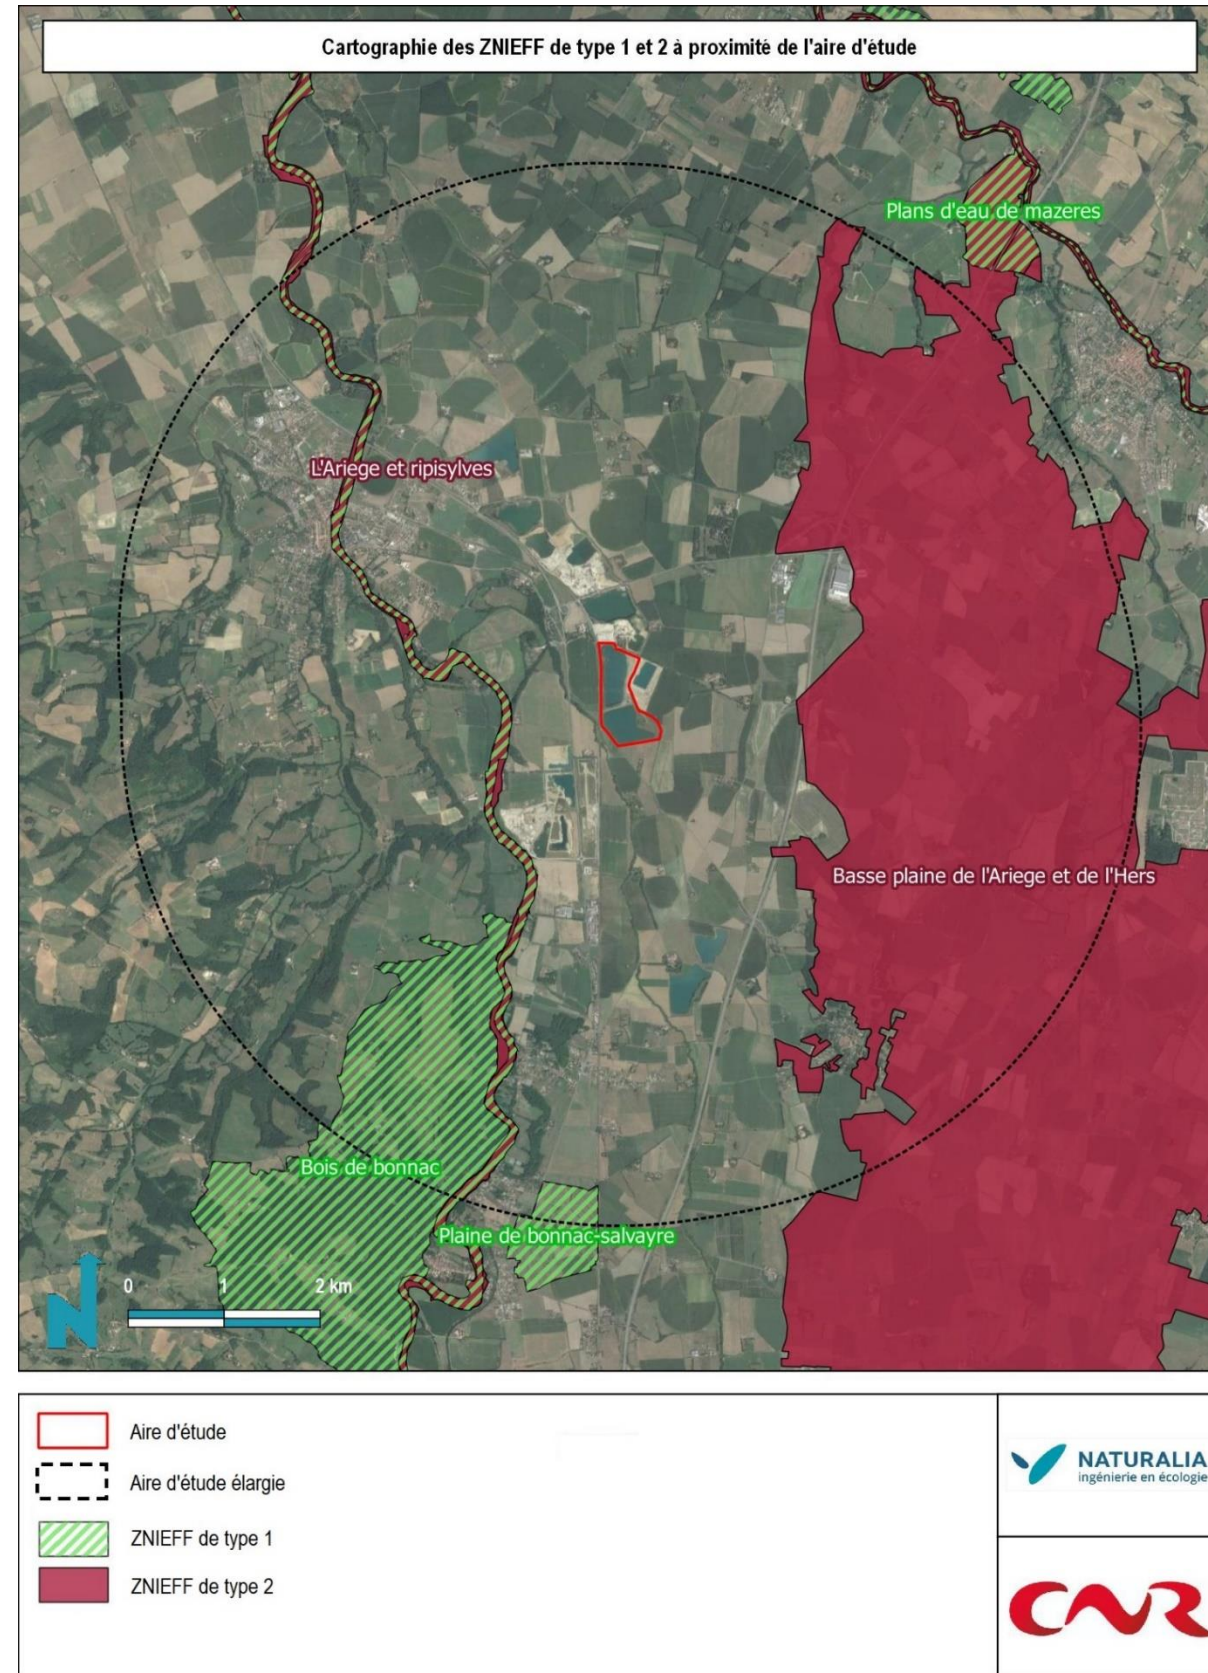 Cartographie des ZNIEFF de type 1 et 2 à proximité de l'aire d'étude
Plans d'eau de mazeres
L'Ariege et ripisylves
Basse plaine de l'Ariege et de l'Hers
Bois de bonnac
Plaine de bonnac-salvayre
N
0 1 2 km
Aire d'étude
Aire d'étude élargie
ZNIEFF de type 1
ZNIEFF de type 2
NATURALIA
ingénierie en écologie
CNR